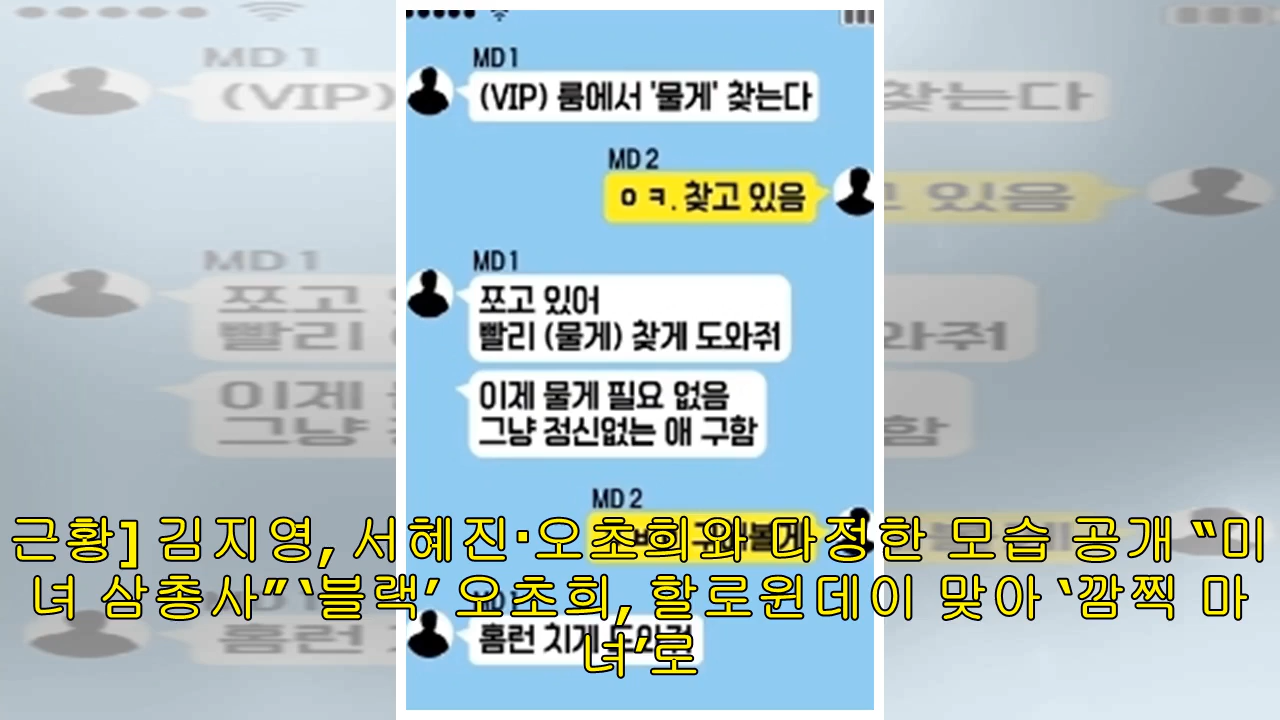 MD 1
(VIP) 룸에서 '물게' 찾는다
MD 2
ㅇㅋ. 찾고 있음
MD 1
쪼고 있어
빨리 (물게) 찾게 도와줘
이제 물게 필요 없음
그냥 정신없는 애 구함
MD 2
홈런 치게 도와줘
근황] 김지영, 서혜진·오초희와 다정한 모습 공개 “미
녀 삼총사” ‘블랙’ 오초희, 할로윈데이 맞아 ‘깜찍 마
녀’로